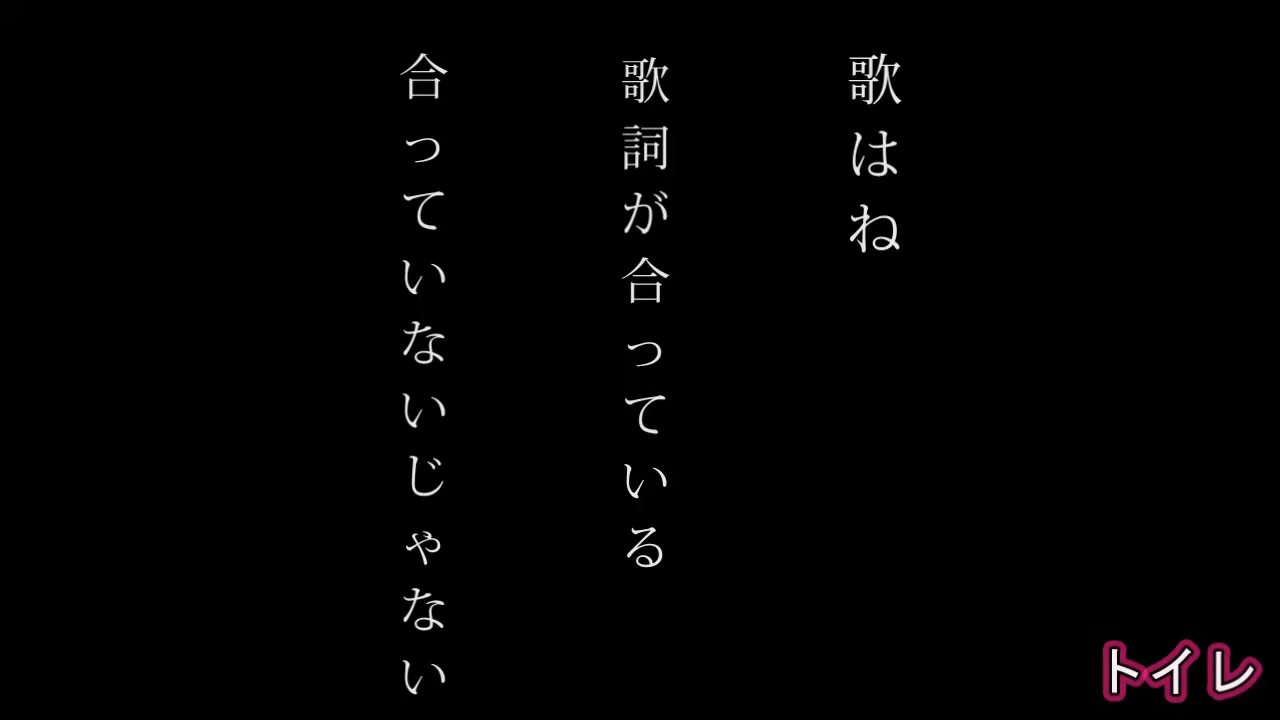 歌はね
歌詞が合っている
合っていないじゃない
トイレ